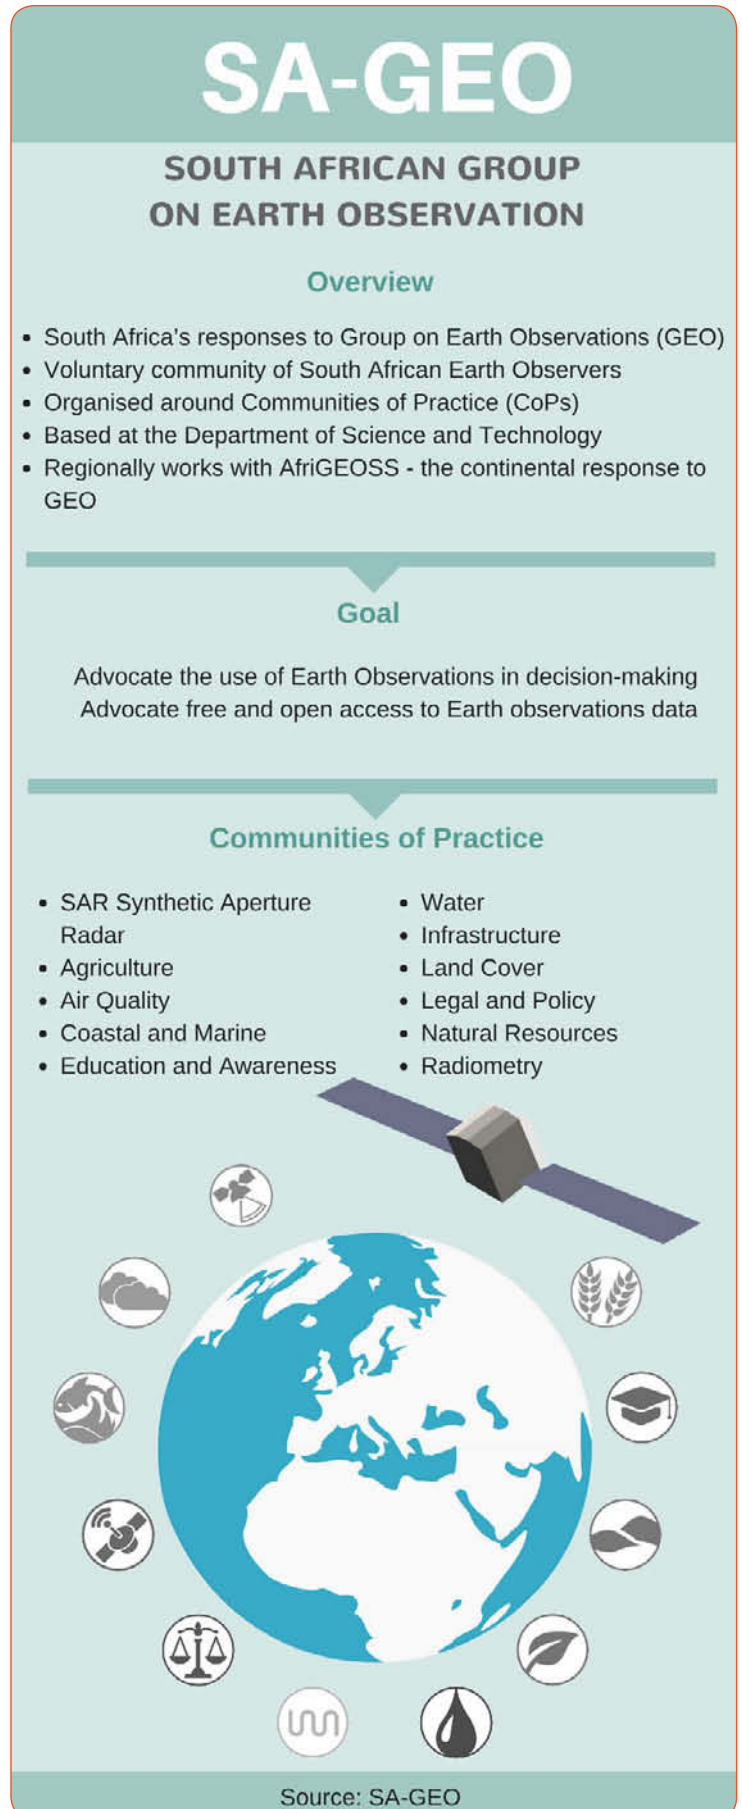 SA-GEO
SOUTH AFRICAN GROUP
ON EARTH OBSERVATION
Overview
• South Africa's responses to Group on Earth Observations (GEO)
• Voluntary community of South African Earth Observers
• Organised around Communities of Practice (CoPs)
• Based at the Department of Science and Technology
• Regionally works with AfriGEOSS - the continental response to
GEO
Goal
Advocate the use of Earth Observations in decision-making
Advocate free and open access to Earth observations data
Communities of Practice
• SAR Synthetic Aperture
Radar
• Agriculture
• Air Quality
• Coastal and Marine
• Education and Awareness
• Water
• Infrastructure
• Land Cover
• Legal and Policy
• Natural Resources
• Radiometry
Source: SA-GEO